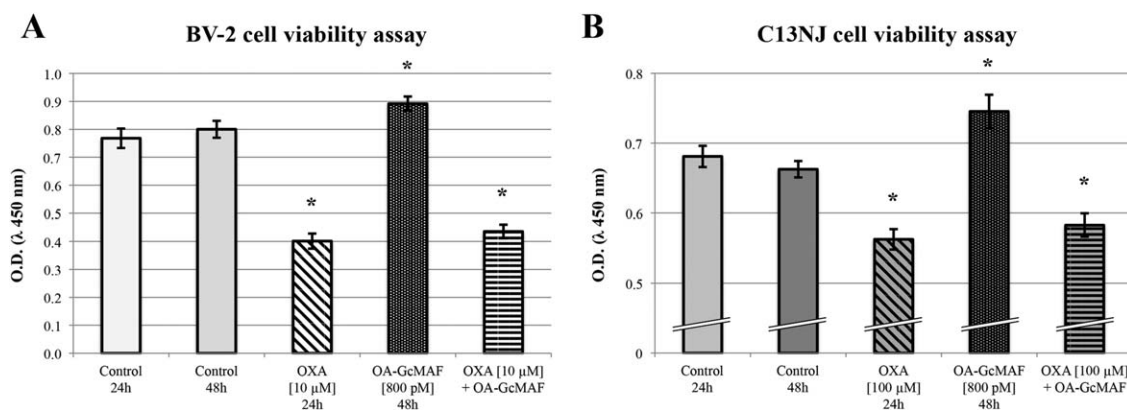 A
BV-2 cell viability assay
O.D. (λ 450 nm)
1.0
0.9
0.8
0.7
0.6
0.5
0.4
0.3
0.2
0.1
0.0
*
*
*
Control
24h
Control
48h
OXA
[10 µM]
24h
OA-GcMAF
[800 pM]
48h
OXA [10 µM]
+ OA-GcMAF
B
C13NJ cell viability assay
O.D. (λ 450 nm)
0.8
0.7
0.6
0.5
0
*
*
*
Control
24h
Control
48h
OXA
[100 µM]
24h
OA-GcMAF
[800 pM]
48h
OXA [100 µM]
+ OA-GcMAF